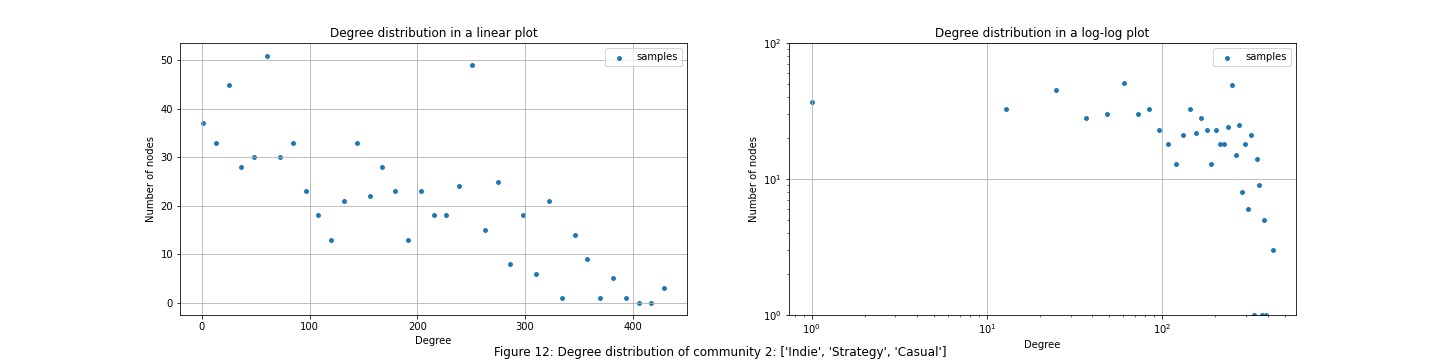 Degree distribution in a linear plot
samples
Number of nodes
50
40
30
20
10
0
0 100 200 300 400
Degree
Degree distribution in a log-log plot
samples
Number of nodes
10²
10¹
10⁰
10⁰ 10¹ 10²
Degree
Figure 12: Degree distribution of community 2: ['Indie', 'Strategy', 'Casual']